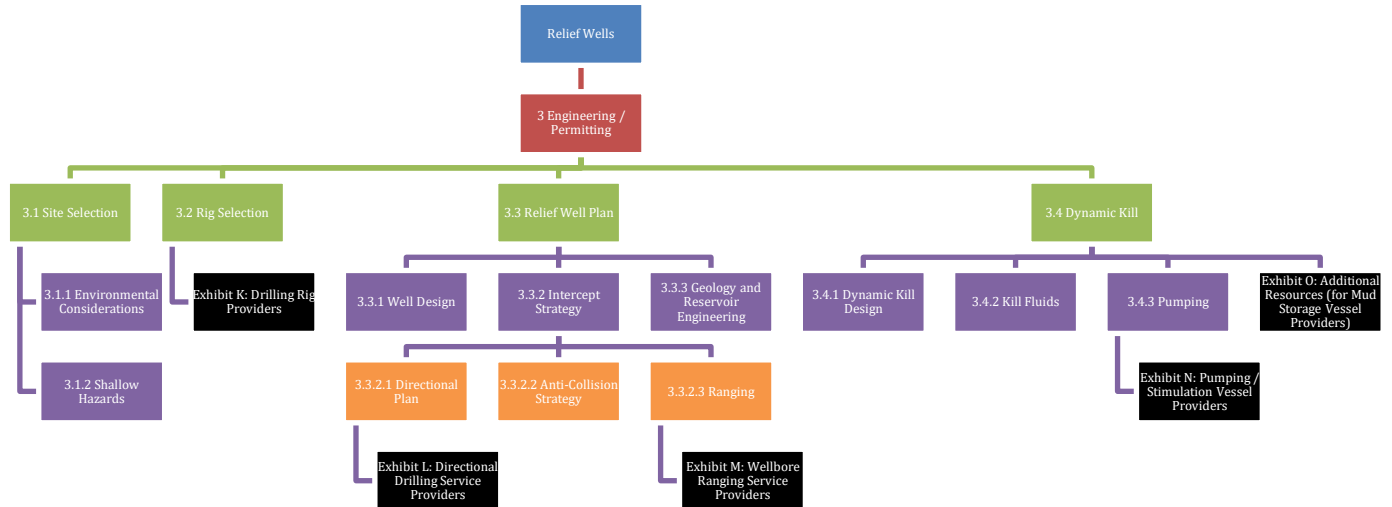 Relief Wells
3 Engineering /
Permitting
3.1 Site Selection
3.2 Rig Selection
3.3 Relief Well Plan
3.4 Dynamic Kill
3.1.1 Environmental
Considerations
Exhibit K: Drilling Rig
Providers
3.3.1 Well Design
3.3.2 Intercept
Strategy
3.3.3 Geology and
Reservoir
Engineering
3.4.1 Dynamic Kill
Design
3.4.2 Kill Fluids
3.4.3 Pumping
Exhibit O: Additional
Resources (for Mud
Storage Vessel
Providers)
3.1.2 Shallow
Hazards
3.3.2.1 Directional
Plan
3.3.2.2 Anti-Collision
Strategy
3.3.2.3 Ranging
Exhibit N: Pumping /
Stimulation Vessel
Providers
Exhibit L: Directional
Drilling Service
Providers
Exhibit M: Wellbore
Ranging Service
Providers